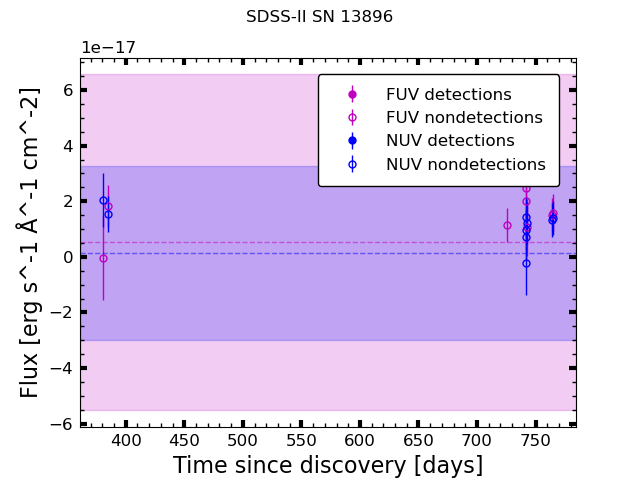 SDSS-II SN 13896
1e−17
FUV detections
FUV nondetections
NUV detections
NUV nondetections
6
4
2
0
−2
−4
−6
Flux [erg s^-1 Å^-1 cm^-2]
400 450 500 550 600 650 700 750
Time since discovery [days]